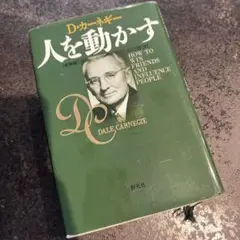 D・カーネギー
人を動かす
HOW TO
WIN
FRIENDS
AND
INFLUENCE
PEOPLE
DC
DALE CARNEGIE
創元社